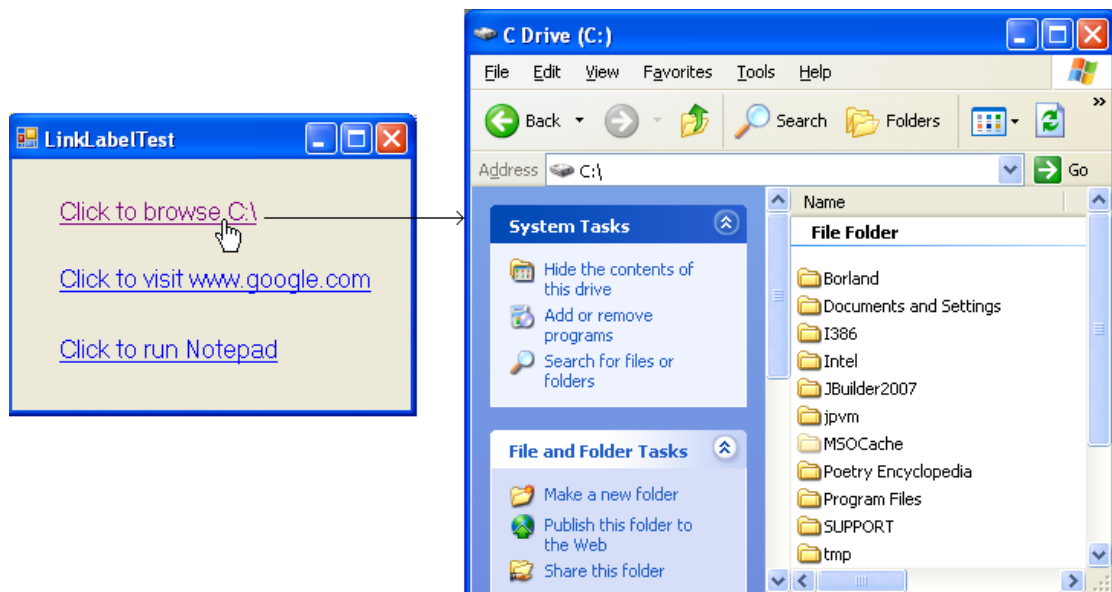 LinkLabelTest
Click to browse C:\
Click to visit www.google.com
Click to run Notepad
C Drive (C:)
File Edit View Favorites Tools Help
Back Search Folders »
Address C:\ Go
System Tasks
Hide the contents of
this drive
Add or remove
programs
Search for files or
folders
File and Folder Tasks
Make a new folder
Publish this folder to
the Web
Share this folder
Name
File Folder
Borland
Documents and Settings
I386
Intel
JBuilder2007
jpvm
MSOCache
Poetry Encyclopedia
Program Files
SUPPORT
tmp